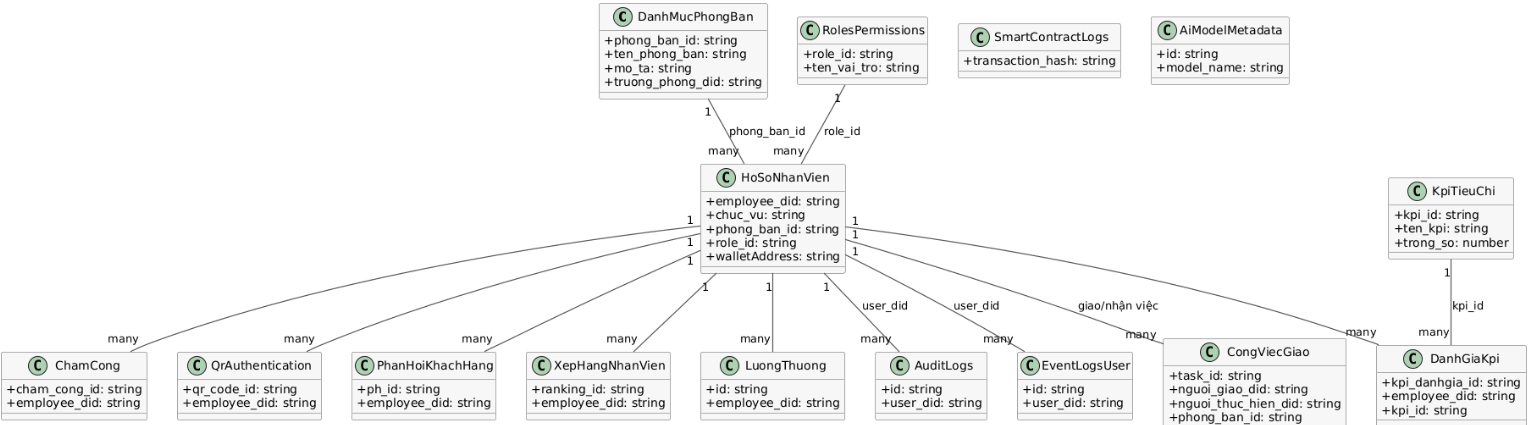 C DanhMucPhongBan
+phong_ban_id: string
+ten_phong_ban: string
+mo_ta: string
+truong_phong_did: string
C RolesPermissions
+role_id: string
+ten_vai_tro: string
C SmartContractLogs
+transaction_hash: string
C AiModelMetadata
+id: string
+model_name: string
1
phong_ban_id
many
1
role_id
many
C HoSoNhanVien
+employee_did: string
+chuc_vu: string
+phong_ban_id: string
+role_id: string
+walletAddress: string
C KpiTieuChi
+kpi_id: string
+ten_kpi: string
+trong_so: number
1
1
1
1
1
1
1
1
1
1
user_did
user_did
giao/nhận việc
kpi_id
many
many
many
many
many
many
many
many
many
many
C ChamCong
+cham_cong_id: string
+employee_did: string
C QrAuthentication
+qr_code_id: string
+employee_did: string
C PhanHoiKhachHang
+ph_id: string
+employee_did: string
C XepHangNhanVien
+ranking_id: string
+employee_did: string
C LuongThuong
+id: string
+employee_did: string
C AuditLogs
+id: string
+user_did: string
C EventLogsUser
+id: string
+user_did: string
C CongViecGiao
+task_id: string
+nguoi_giao_did: string
+nguoi_thuc_hien_did: string
+phong_ban_id: string
C DanhGiaKpi
+kpi_danhgia_id: string
+employee_did: string
+kpi_id: string